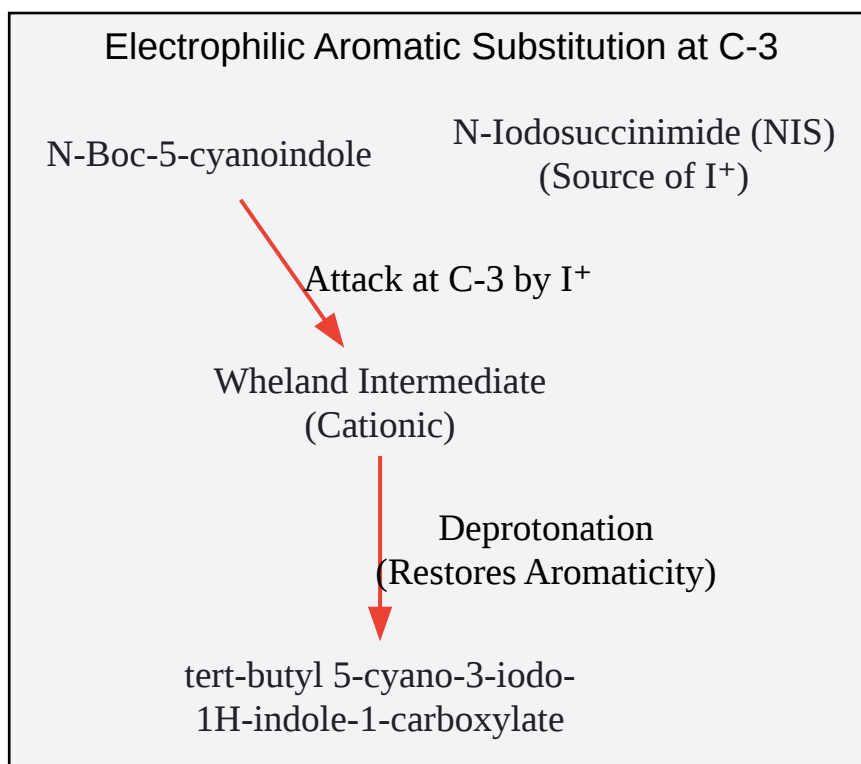 Electrophilic Aromatic Substitution at C-3
N-Boc-5-cyanoindole
N-Iodosuccinimide (NIS)
(Source of I⁺)
Attack at C-3 by I⁺
Wheland Intermediate
(Cationic)
Deprotonation
(Restores Aromaticity)
tert-butyl 5-cyano-3-iodo-
1H-indole-1-carboxylate